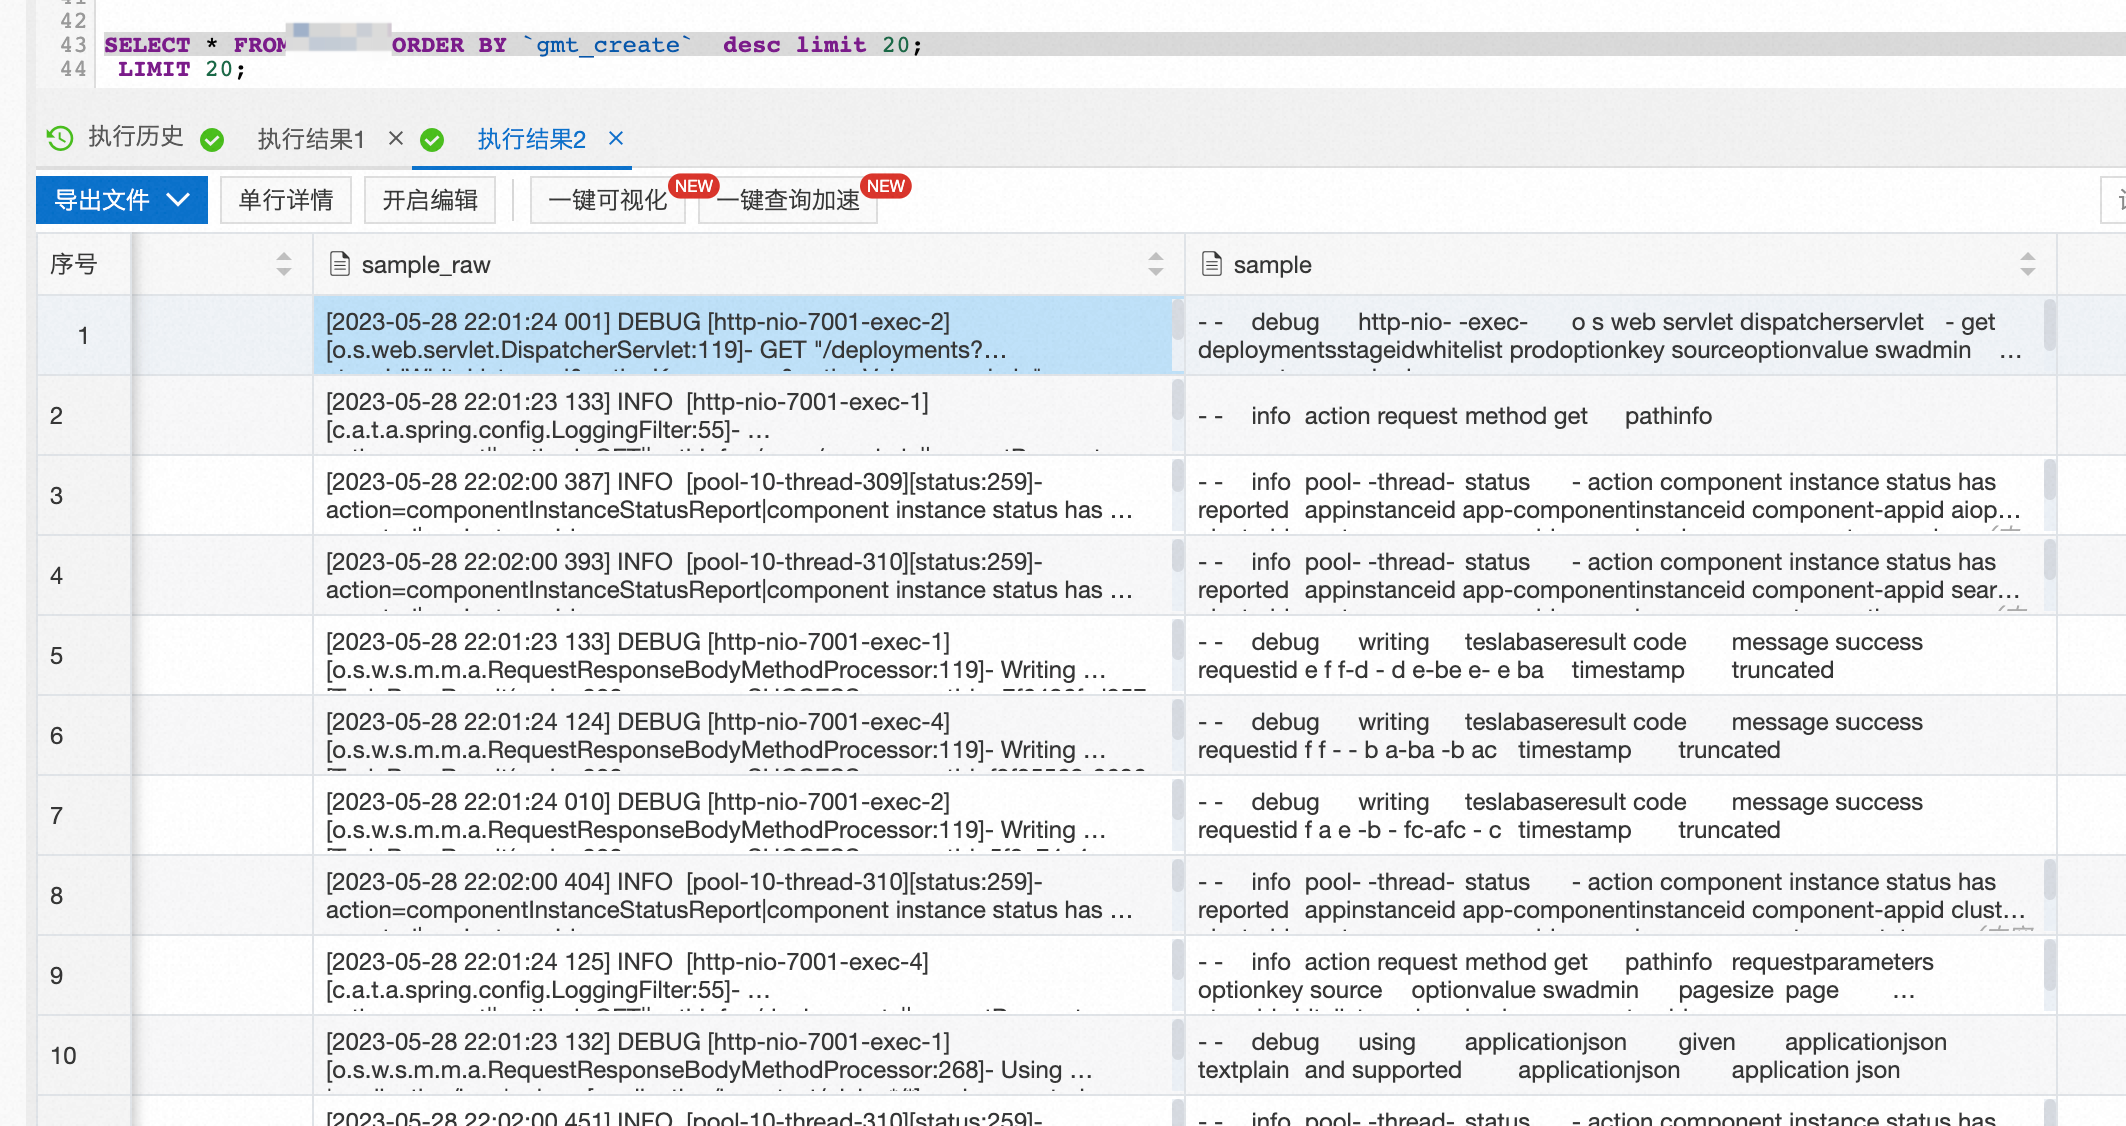 42
43 SELECT * FROM ORDER BY `gmt_create`  desc limit 20;
44 LIMIT 20;
执行历史 执行结果1 × 执行结果2 ×
导出文件 单行详情 开启编辑 一键可视化 NEW 一键查询加速 NEW
序号 sample_raw sample
1
[2023-05-28 22:01:24 001] DEBUG [http-nio-7001-exec-2]
[o.s.web.servlet.DispatcherServlet:119]- GET "/deployments?...
- - debug http-nio- -exec- o s web servlet dispatcherservlet - get
deploymentsstageidwhitelist prodoptionkey sourceoptionvalue swadmin ...
2
[2023-05-28 22:01:23 133] INFO [http-nio-7001-exec-1]
[c.a.t.a.spring.config.LoggingFilter:55]- ...
- - info action request method get pathinfo
3
[2023-05-28 22:02:00 387] INFO [pool-10-thread-309][status:259]-
action=componentInstanceStatusReport|component instance status has ...
- - info pool- -thread- status - action component instance status has
reported appinstanceid app-componentinstanceid component-appid aiop...
4
[2023-05-28 22:02:00 393] INFO [pool-10-thread-310][status:259]-
action=componentInstanceStatusReport|component instance status has ...
- - info pool- -thread- status - action component instance status has
reported appinstanceid app-componentinstanceid component-appid sear...
5
[2023-05-28 22:01:23 133] DEBUG [http-nio-7001-exec-1]
[o.s.w.s.m.m.a.RequestResponseBodyMethodProcessor:119]- Writing ...
- - debug writing teslabaseresult code message success
requestid e f f-d - d e-be e- e ba timestamp truncated
6
[2023-05-28 22:01:24 124] DEBUG [http-nio-7001-exec-4]
[o.s.w.s.m.m.a.RequestResponseBodyMethodProcessor:119]- Writing ...
- - debug writing teslabaseresult code message success
requestid f f - - b a-ba -b ac timestamp truncated
7
[2023-05-28 22:01:24 010] DEBUG [http-nio-7001-exec-2]
[o.s.w.s.m.m.a.RequestResponseBodyMethodProcessor:119]- Writing ...
- - debug writing teslabaseresult code message success
requestid f a e -b - fc-afc - c timestamp truncated
8
[2023-05-28 22:02:00 404] INFO [pool-10-thread-310][status:259]-
action=componentInstanceStatusReport|component instance status has ...
- - info pool- -thread- status - action component instance status has
reported appinstanceid app-componentinstanceid component-appid clust...
9
[2023-05-28 22:01:24 125] INFO [http-nio-7001-exec-4]
[c.a.t.a.spring.config.LoggingFilter:55]- ...
- - info action request method get pathinfo requestparameters
optionkey source optionvalue swadmin pagesize page ...
10
[2023-05-28 22:01:23 132] DEBUG [http-nio-7001-exec-1]
[o.s.w.s.m.m.a.RequestResponseBodyMethodProcessor:268]- Using ...
- - debug using applicationjson given applicationjson
textplain and supported applicationjson application json
[2023-05-28 22:02:00 451] INFO [pool-10-thread-310][status:259]-
- - info pool- -thread- status - action component instance status has